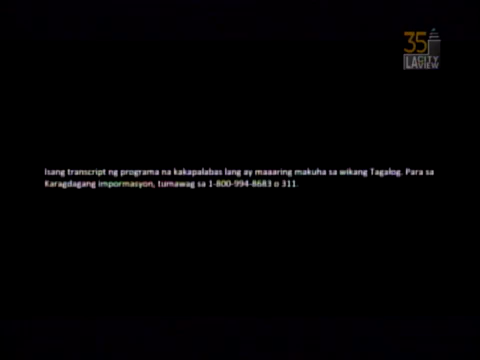 35
LA CITY VIEW
Isang transcript ng programa na kakapalabas lang ay maaaring makuha sa wikang Tagalog. Para sa
Karagdagang impormasyon, tumawag sa 1-800-994-8683 o 311.